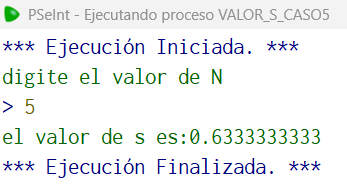 PSeInt - Ejecutando proceso VALOR_S_CASO5
*** Ejecución Iniciada. ***
digite el valor de N
> 5
el valor de s es:0.6333333333
*** Ejecución Finalizada. ***